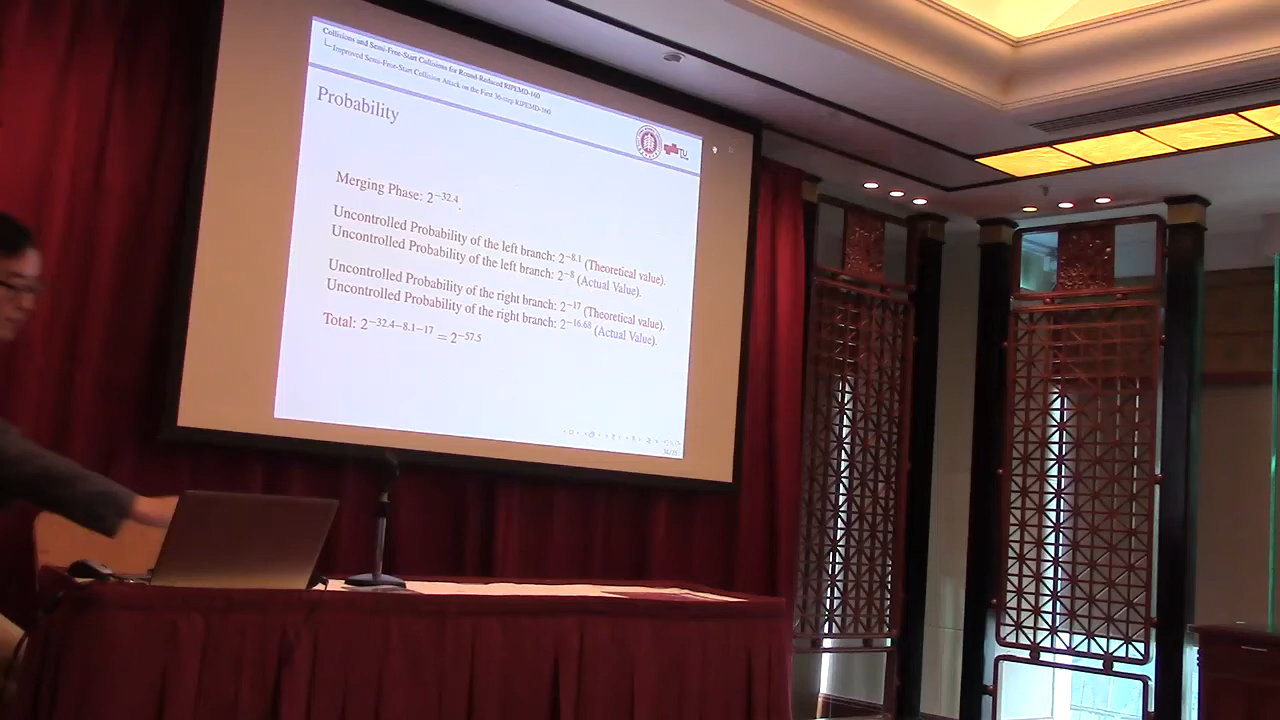 Collisions and Semi-Free-Start Collisions for Round-Reduced RIPEMD-160
Improved Semi-Free-Start Collision Attack on the First 36-step RIPEMD-160
Probability
TU
Merging Phase: 2^−32.4.
Uncontrolled Probability of the left branch: 2^−8.1 (Theoretical value).
Uncontrolled Probability of the left branch: 2^−8 (Actual Value).
Uncontrolled Probability of the right branch: 2^−17 (Theoretical value).
Uncontrolled Probability of the right branch: 2^−16.68 (Actual Value).
Total: 2^−32.4−8.1−17 = 2^−57.5